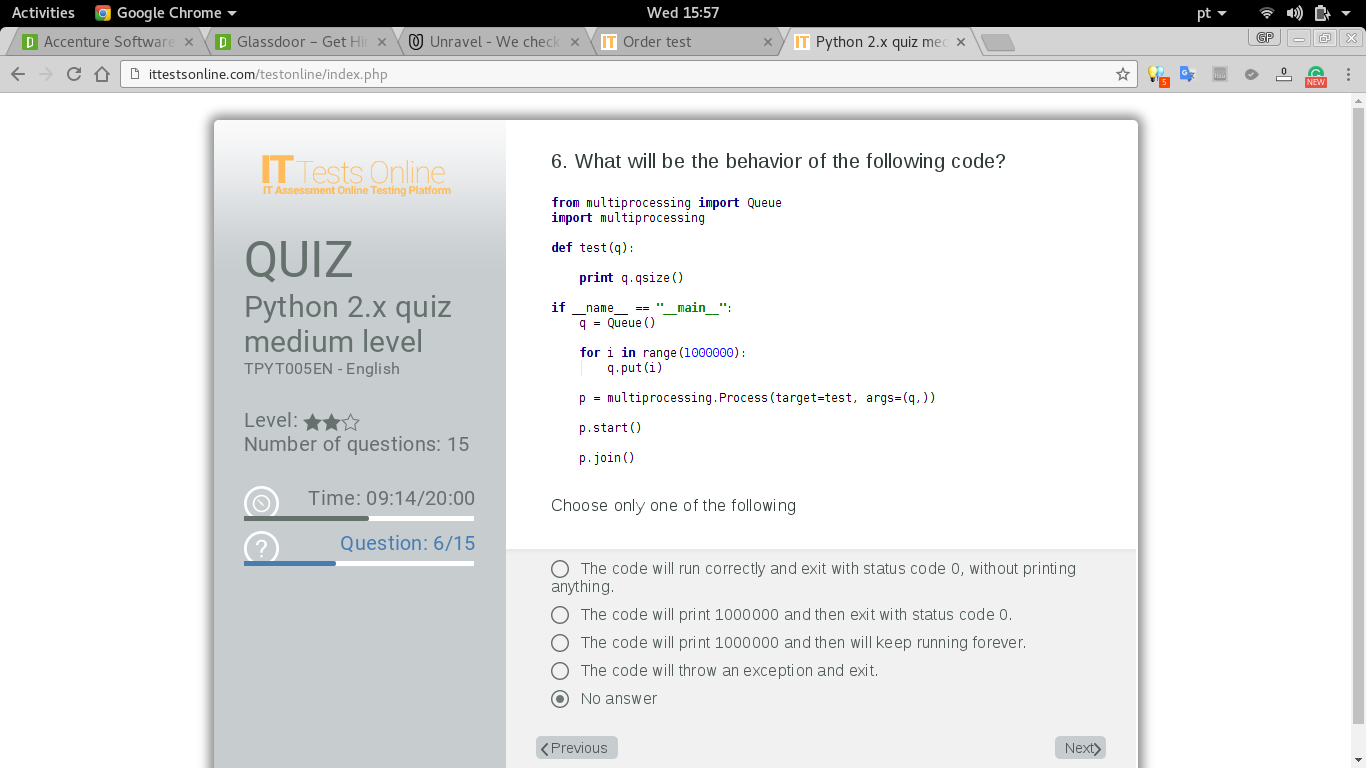 Activities Google Chrome Wed 15:57 pt
Accenture Software Glassdoor – Get Hi Unravel - We check Order test Python 2.x quiz med GP
ittestsonline.com/testonline/index.php 5 0 NEW
IT Tests Online
IT Assessment Online Testing Platform
QUIZ
Python 2.x quiz
medium level
TPYT005EN - English
Level:
Number of questions: 15
Time: 09:14/20:00
? Question: 6/15
6. What will be the behavior of the following code?
from multiprocessing import Queue
import multiprocessing
def test(q):
print q.qsize()
if __name__ == "__main__":
q = Queue()
for i in range(1000000):
q.put(i)
p = multiprocessing.Process(target=test, args=(q,))
p.start()
p.join()
Choose only one of the following
The code will run correctly and exit with status code 0, without printing
anything.
The code will print 1000000 and then exit with status code 0.
The code will print 1000000 and then will keep running forever.
The code will throw an exception and exit.
No answer
Previous Next